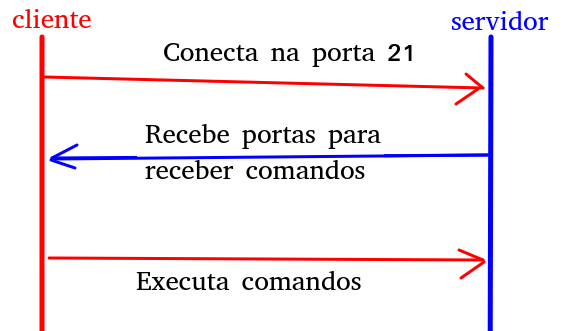 cliente
servidor
Conecta na porta 21
Recebe portas para
receber comandos
Executa comandos